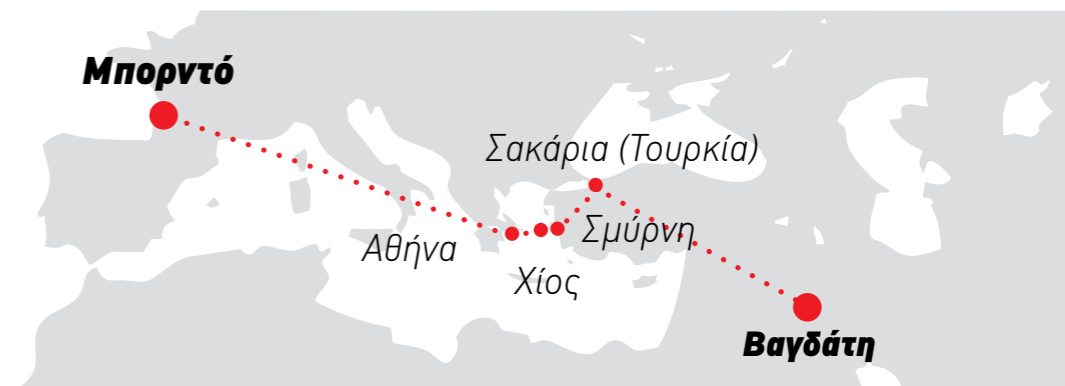 Μπορντό
Σακάρια (Τουρκία)
Αθήνα
Σμύρνη
Χίος
Βαγδάτη